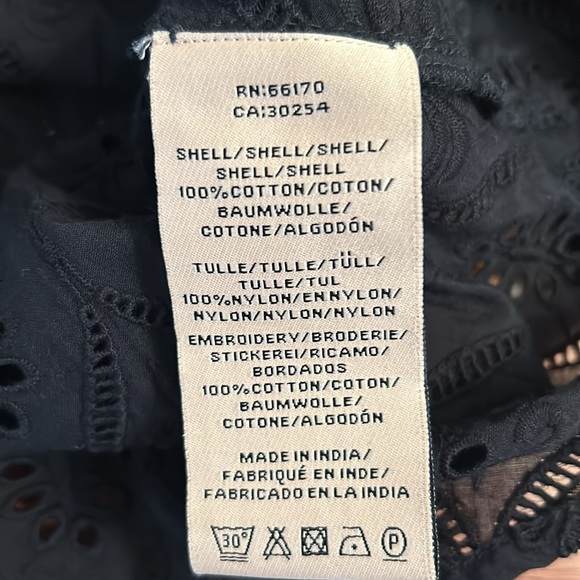 RN:66170
CA:30254
SHELL/SHELL/SHELL/
SHELL/SHELL
100%COTTON/COTON/
BAUMWOLLE/
COTONE/ALGODÓN
TULLE/TULLE/TÜLL/
TULLE/TUL
100%NYLON/ENNYLON/
NYLON/NYLON/NYLON
EMBROIDERY/BRODERIE/
STICKEREI/RICAMO/
BORDADOS
100%COTTON/COTON/
BAUMWOLLE/
COTONE/ALGODÓN
MADE IN INDIA/
FABRIQUÉ EN INDE/
FABRICADO EN LA INDIA
30° P